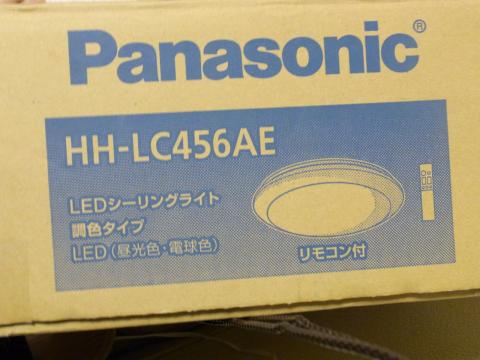 Panasonic®
HH-LC456AE
LEDシーリングライト
調色タイプ
LED(昼光色・電球色)
リモコン付